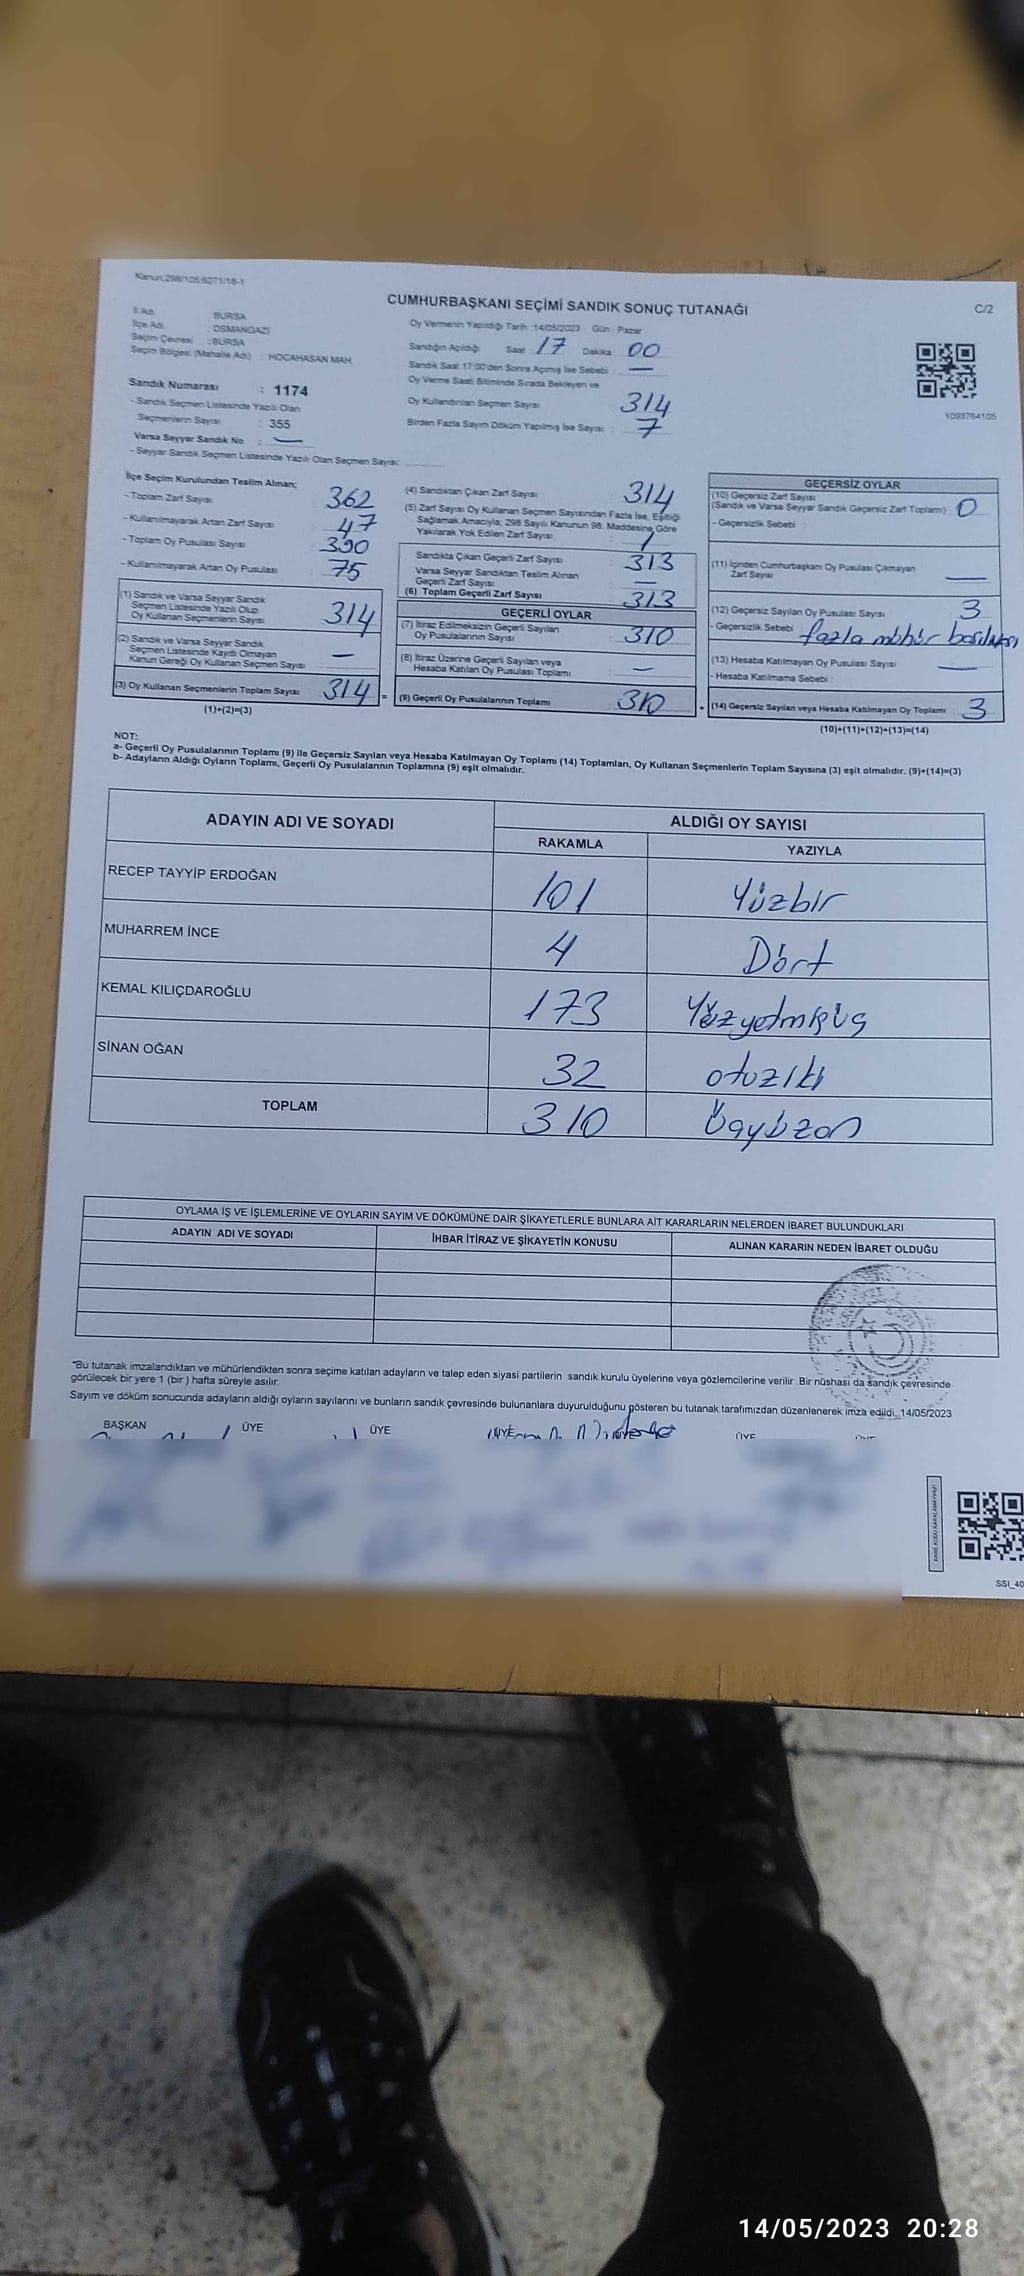 Kanun;298/105/6271/18-1
CUMHURBAŞKANI SEÇİMİ SANDIK SONUÇ TUTANAĞI
C/2
İl Adı : BURSA
İlçe Adı : OSMANGAZİ
Seçim Çevresi : BURSA
Seçim Bölgesi (Mahalle Adı) : HOCAHASAN MAH.
Oy Vermenin Yapıldığı Tarih :14/05/2023 Gün : Pazar
Sandığın Açıldığı Saat : 17 Dakika : 00
Sandık Saat 17:00'den Sonra Açımış İse Sebebi : —
Oy Verme Saati Bitiminde Sırada Bekleyen ve
Oy Kullandırılan Seçmen Sayısı : 314
Birden Fazla Sayım Döküm Yapılmış İse Sayısı : 7
1093764105
Sandık Numarası : 1174
- Sandık Seçmen Listesinde Yazılı Olan
Seçmenlerin Sayısı : 355
Varsa Seyyar Sandık No : —
- Seyyar Sandık Seçmen Listesinde Yazılı Olan Seçmen Sayısı:
İlçe Seçim Kurulundan Teslim Alınan;
- Toplam Zarf Sayısı : 362
- Kullanılmayarak Artan Zarf Sayısı : 47
- Toplam Oy Pusulası Sayısı : 390
- Kullanılmayarak Artan Oy Pusulası : 75
(1) Sandık ve Varsa Seyyar Sandık
Seçmen Listesinde Yazılı Olup
Oy Kullanan Seçmenlerin Sayısı : 314
(2) Sandık ve Varsa Seyyar Sandık
Seçmen Listesinde Kayıtlı Olmayan
Kanun Gereği Oy Kullanan Seçmen Sayısı : —
(3) Oy Kullanan Seçmenlerin Toplam Sayısı : 314 =
(1)+(2)=(3)
(4) Sandıktan Çıkan Zarf Sayısı : 314
(5) Zarf Sayısı Oy Kullanan Seçmen Sayısından Fazla İse, Eşitliği
Sağlamak Amacıyla; 298 Sayılı Kanunun 98. Maddesine Göre
Yakılarak Yok Edilen Zarf Sayısı : 1
Sandıkta Çıkan Geçerli Zarf Sayısı : 313
Varsa Seyyar Sandıktan Teslim Alınan
Geçerli Zarf Sayısı : —
(6) Toplam Geçerli Zarf Sayısı : 313
GEÇERLİ OYLAR
(7) İtiraz Edilmeksizin Geçerli Sayılan
Oy Pusulalarının Sayısı : 310
(8) İtiraz Üzerine Geçerli Sayılan veya
Hesaba Katılan Oy Pusulası Toplamı : —
(9) Geçerli Oy Pusulalarının Toplamı : 310 +
GEÇERSİZ OYLAR
(10) Geçersiz Zarf Sayısı
(Sandık ve Varsa Seyyar Sandık Geçersiz Zarf Toplamı) : 0
- Geçersizlik Sebebi :
(11) İçinden Cumhurbaşkanı Oy Pusulası Çıkmayan
Zarf Sayısı : —
(12) Geçersiz Sayılan Oy Pusulası Sayısı : 3
- Geçersizlik Sebebi : fazla mühür basılması
(13) Hesaba Katılmayan Oy Pusulası Sayısı : —
- Hesaba Katılmama Sebebi :
(14) Geçersiz Sayılan veya Hesaba Katılmayan Oy Toplamı : 3
(10)+(11)+(12)+(13)=(14)
NOT:
a- Geçerli Oy Pusulalarının Toplamı (9) ile Geçersiz Sayılan veya Hesaba Katılmayan Oy Toplamı (14) Toplamları, Oy Kullanan Seçmenlerin Toplam Sayısına (3) eşit olmalıdır. (9)+(14)=(3)
b- Adayların Aldığı Oyların Toplamı, Geçerli Oy Pusulalarının Toplamına (9) eşit olmalıdır.
ADAYIN ADI VE SOYADI ALDIĞI OY SAYISI
RAKAMLA YAZIYLA
RECEP TAYYİP ERDOĞAN 101 Yüzbir
MUHARREM İNCE 4 Dört
KEMAL KILIÇDAROĞLU 173 Yüzyetmişüç
SİNAN OĞAN 32 otuziki
TOPLAM 310 Üçyüzon
OYLAMA İŞ VE İŞLEMLERİNE VE OYLARIN SAYIM VE DÖKÜMÜNE DAİR ŞİKAYETLERLE BUNLARA AİT KARARLARIN NELERDEN İBARET BULUNDUKLARI
ADAYIN ADI VE SOYADI İHBAR İTİRAZ VE ŞİKAYETİN KONUSU ALINAN KARARIN NEDEN İBARET OLDUĞU
*Bu tutanak imzalandıktan ve mühürlendikten sonra seçime katılan adayların ve talep eden siyasi partilerin sandık kurulu üyelerine veya gözlemcilerine verilir. Bir nüshası da sandık çevresinde
görülecek bir yere 1 (bir ) hafta süreyle asılır.
Sayım ve döküm sonucunda adayların aldığı oyların sayılarını ve bunların sandık çevresinde bulunanlara duyurulduğunu gösteren bu tutanak tarafımızdan düzenlenerek imza edildi. 14/05/2023
BAŞKAN ÜYE ÜYE ÜYE ÜYE ÜYE
SSI_40
14/05/2023 20:28